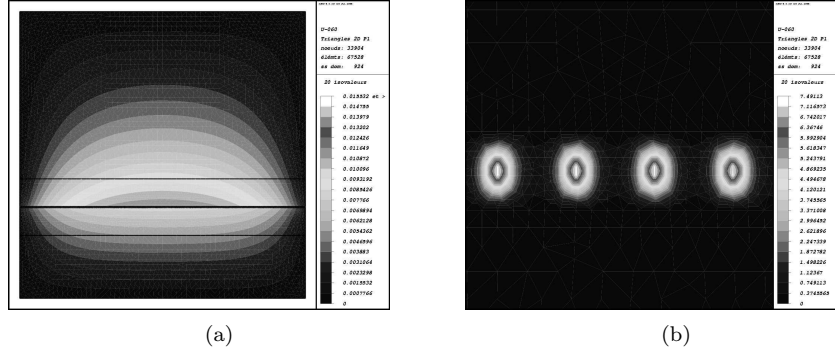 U-060
Triangles 2D P1
noeuds: 33904
éléments: 67528
ss dom: 924
20 isovaleurs
0.015532 et >
0.013979
0.013202
0.012426
0.011649
0.010872
0.010096
0.0093192
0.0085426
0.007766
0.0069894
0.0062128
0.0054362
0.0046596
0.003883
0.0031064
0.0023298
0.0015532
0.0007766
0
(a)
U-060
Triangles 2D P1
noeuds: 33904
éléments: 67528
ss dom: 924
20 isovaleurs
7.49113
7.116573
6.742017
6.36746
5.992904
5.618347
5.243791
4.869235
4.494678
4.120121
3.745565
3.371008
2.996452
2.621896
2.247339
1.872782
1.498226
1.12367
0.749113
0.3745565
0
(b)